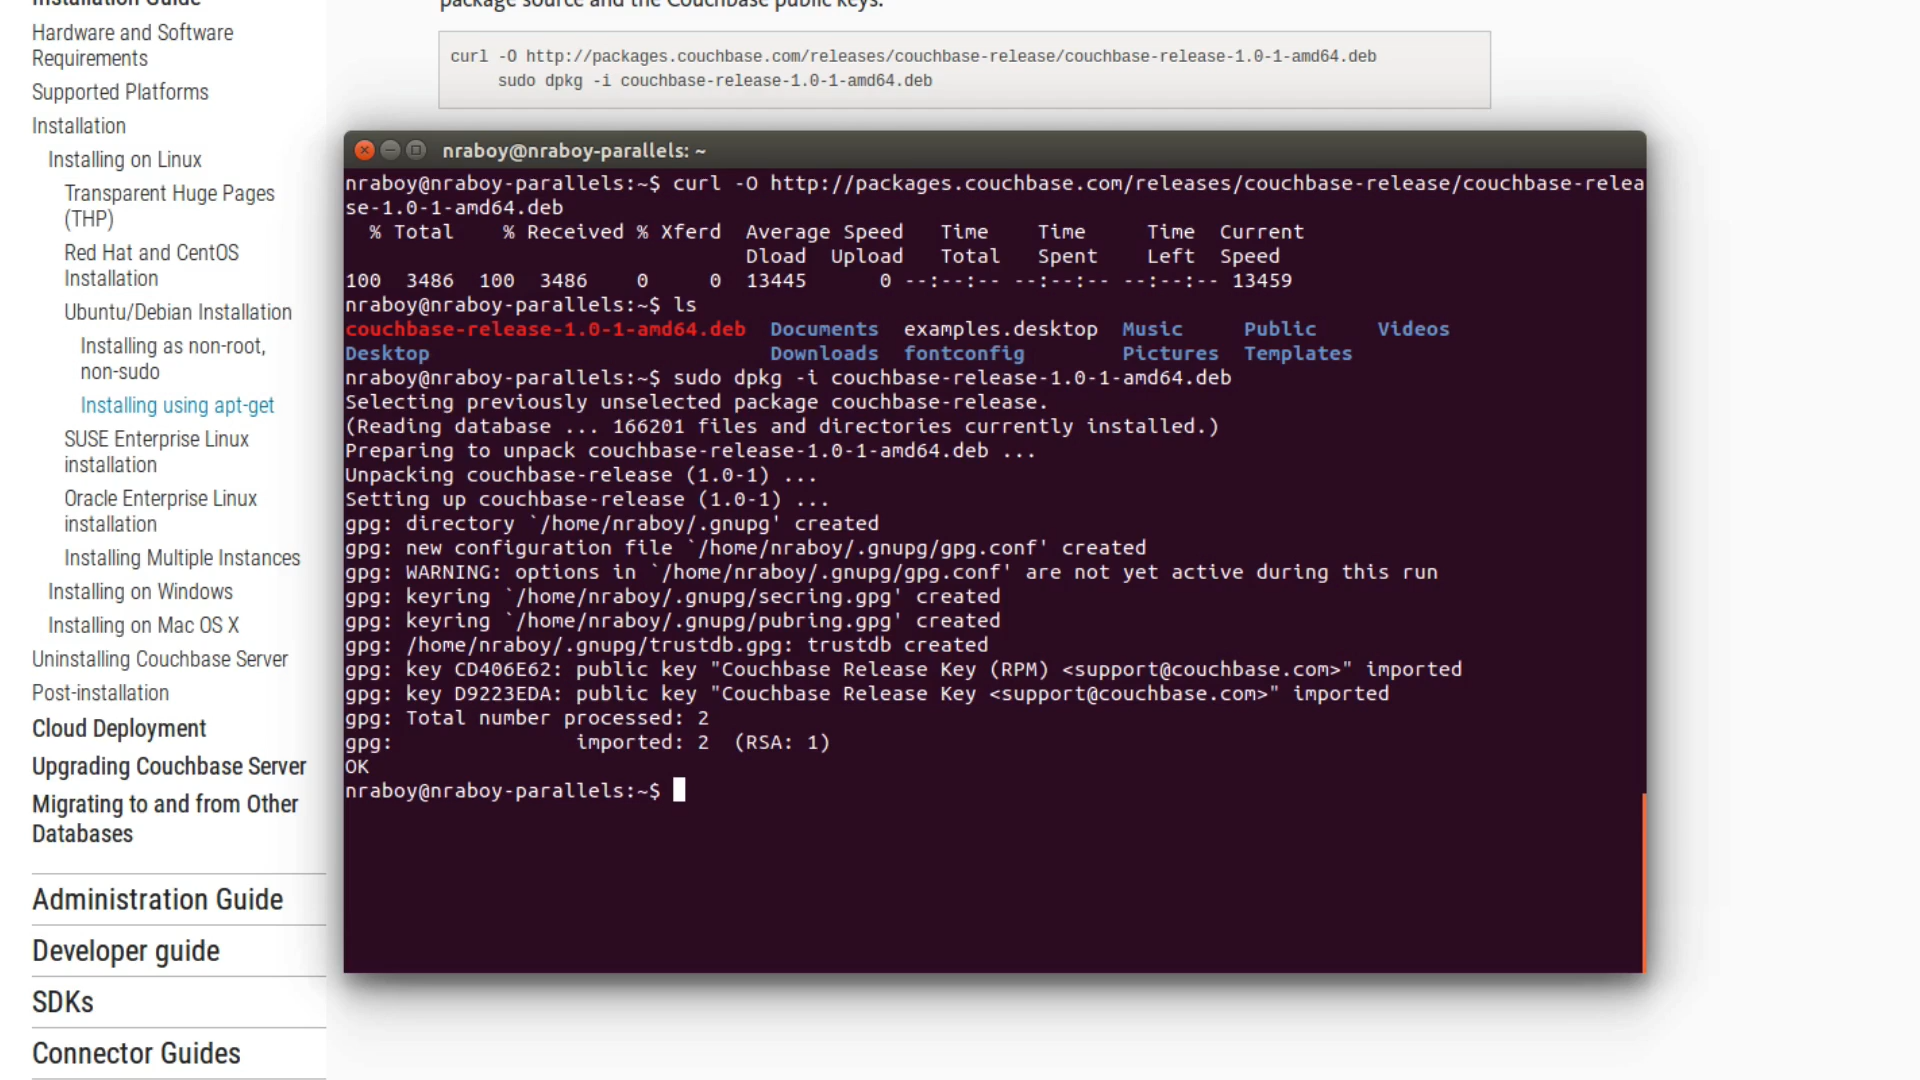 Installation Guide
Hardware and Software
Requirements
Supported Platforms
Installation
Installing on Linux
Transparent Huge Pages
(THP)
Red Hat and CentOS
Installation
Ubuntu/Debian Installation
Installing as non-root,
non-sudo
Installing using apt-get
SUSE Enterprise Linux
installation
Oracle Enterprise Linux
installation
Installing Multiple Instances
Installing on Windows
Installing on Mac OS X
Uninstalling Couchbase Server
Post-installation
Cloud Deployment
Upgrading Couchbase Server
Migrating to and from Other
Databases
Administration Guide
Developer guide
SDKs
Connector Guides
package source and the Couchbase public keys.
curl -O http://packages.couchbase.com/releases/couchbase-release/couchbase-release-1.0-1-amd64.deb
sudo dpkg -i couchbase-release-1.0-1-amd64.deb
nraboy@nraboy-parallels: ~
nraboy@nraboy-parallels:~$ curl -O http://packages.couchbase.com/releases/couchbase-release/couchbase-relea
se-1.0-1-amd64.deb
% Total % Received % Xferd Average Speed Time Time Time Current
Dload Upload Total Spent Left Speed
100 3486 100 3486 0 0 13445 0 --:--:-- --:--:-- --:--:-- 13459
nraboy@nraboy-parallels:~$ ls
couchbase-release-1.0-1-amd64.deb Documents examples.desktop Music Public Videos
Desktop Downloads fontconfig Pictures Templates
nraboy@nraboy-parallels:~$ sudo dpkg -i couchbase-release-1.0-1-amd64.deb
Selecting previously unselected package couchbase-release.
(Reading database ... 166201 files and directories currently installed.)
Preparing to unpack couchbase-release-1.0-1-amd64.deb ...
Unpacking couchbase-release (1.0-1) ...
Setting up couchbase-release (1.0-1) ...
gpg: directory `/home/nraboy/.gnupg' created
gpg: new configuration file `/home/nraboy/.gnupg/gpg.conf' created
gpg: WARNING: options in `/home/nraboy/.gnupg/gpg.conf' are not yet active during this run
gpg: keyring `/home/nraboy/.gnupg/secring.gpg' created
gpg: keyring `/home/nraboy/.gnupg/pubring.gpg' created
gpg: /home/nraboy/.gnupg/trustdb.gpg: trustdb created
gpg: key CD406E62: public key "Couchbase Release Key (RPM) <support@couchbase.com>" imported
gpg: key D9223EDA: public key "Couchbase Release Key <support@couchbase.com>" imported
gpg: Total number processed: 2
gpg: imported: 2 (RSA: 1)
OK
nraboy@nraboy-parallels:~$